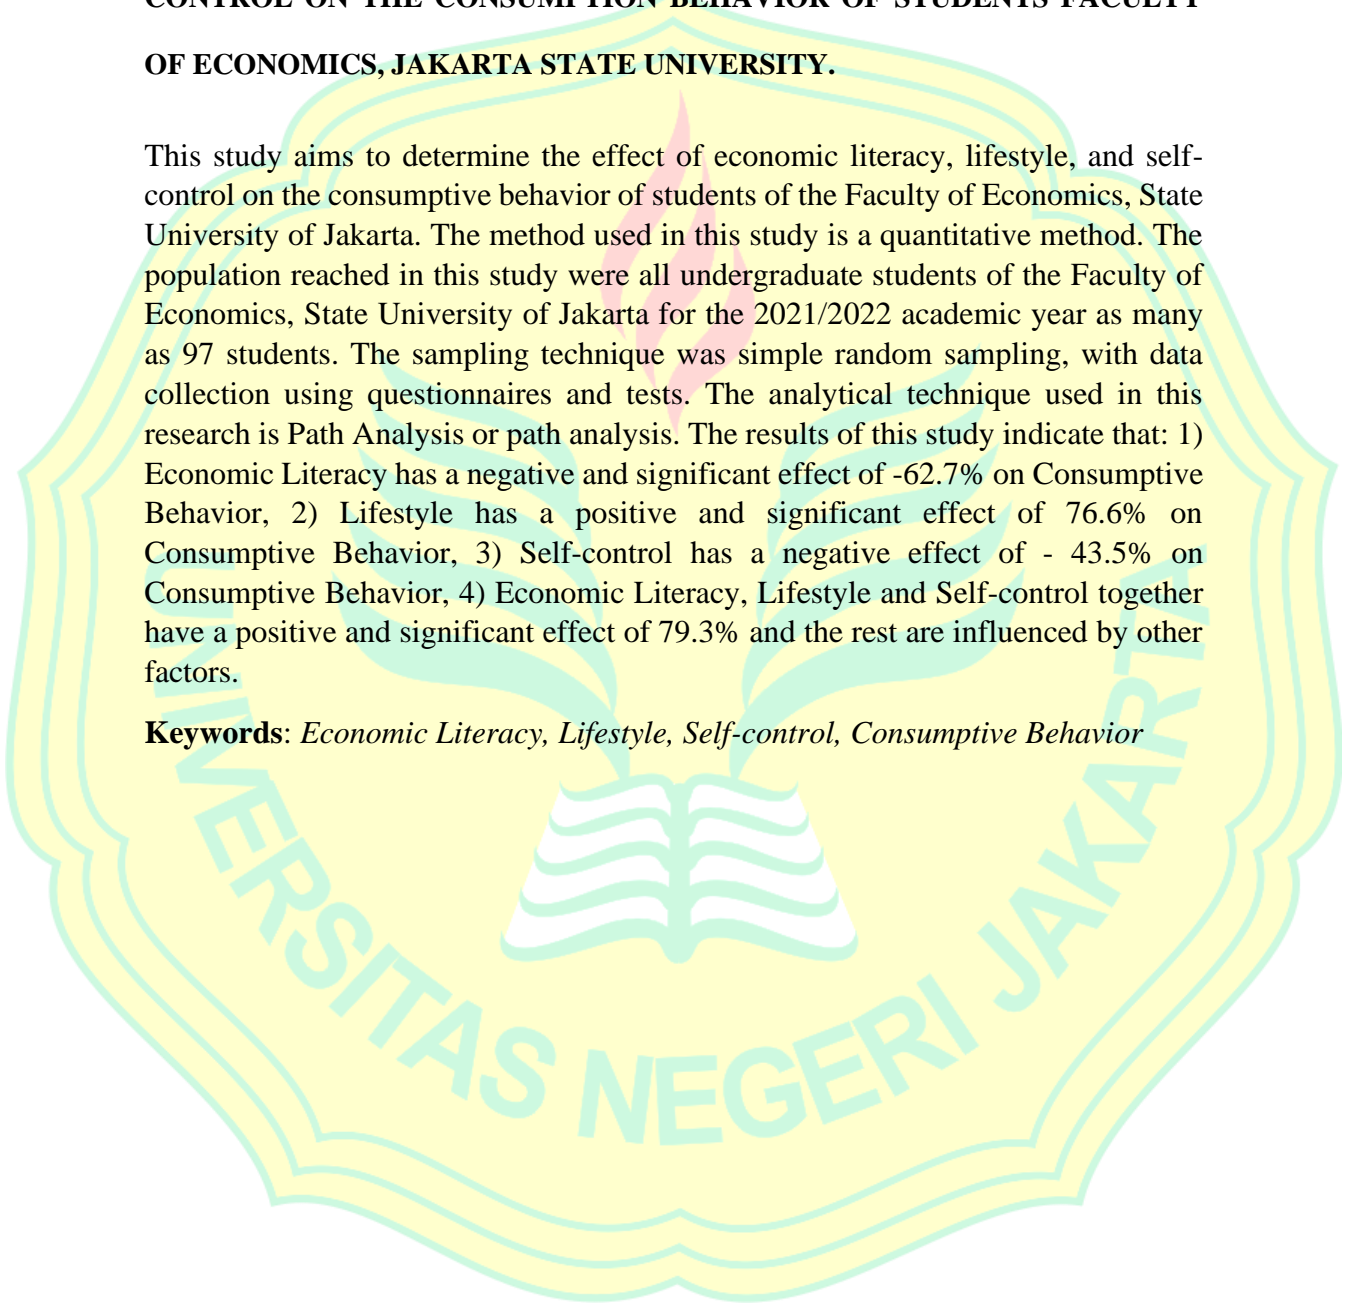 CONTROL ON THE CONSUMPTION BEHAVIOR OF STUDENTS FACULTY
OF ECONOMICS, JAKARTA STATE UNIVERSITY.
This study aims to determine the effect of economic literacy, lifestyle, and self-
control on the consumptive behavior of students of the Faculty of Economics, State
University of Jakarta. The method used in this study is a quantitative method. The
population reached in this study were all undergraduate students of the Faculty of
Economics, State University of Jakarta for the 2021/2022 academic year as many
as 97 students. The sampling technique was simple random sampling, with data
collection using questionnaires and tests. The analytical technique used in this
research is Path Analysis or path analysis. The results of this study indicate that: 1)
Economic Literacy has a negative and significant effect of -62.7% on Consumptive
Behavior, 2) Lifestyle has a positive and significant effect of 76.6% on
Consumptive Behavior, 3) Self-control has a negative effect of - 43.5% on
Consumptive Behavior, 4) Economic Literacy, Lifestyle and Self-control together
have a positive and significant effect of 79.3% and the rest are influenced by other
factors.
Keywords: Economic Literacy, Lifestyle, Self-control, Consumptive Behavior
UNIVERSITAS NEGERI JAKARTA